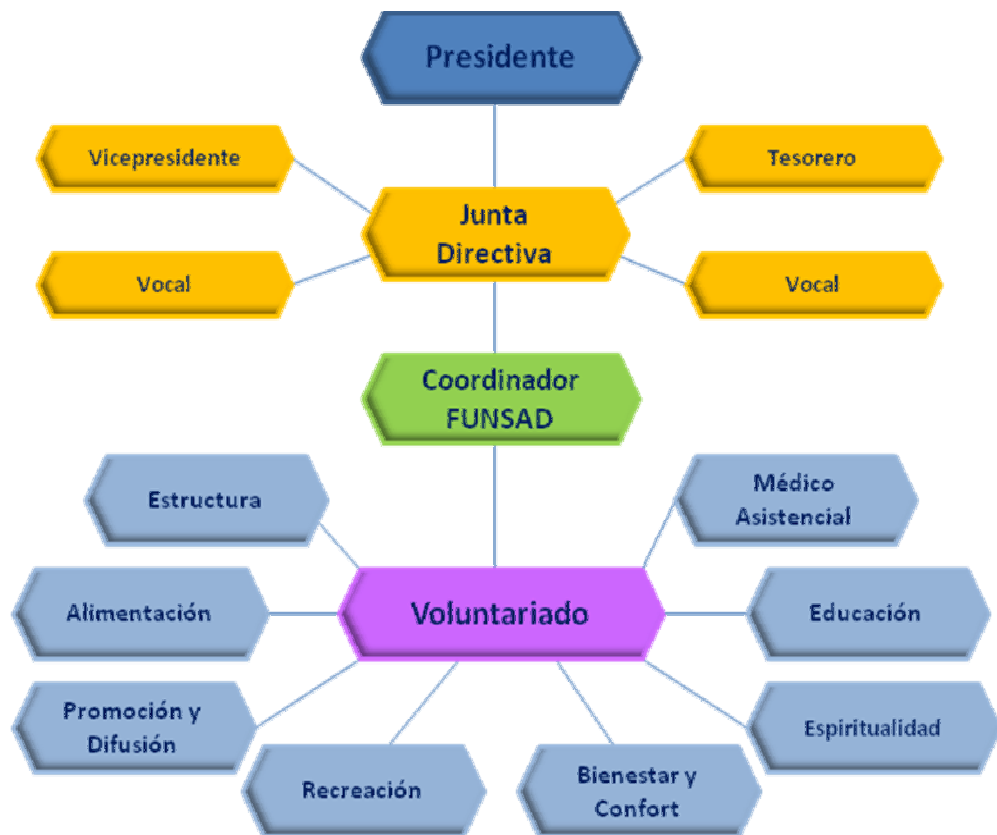 Presidente
Vicepresidente
Tesorero
Junta
Directiva
Vocal
Vocal
Coordinador
FUNSAD
Estructura
Médico
Asistencial
Alimentación
Voluntariado
Educación
Promoción y
Difusión
Espiritualidad
Recreación
Bienestar y
Confort